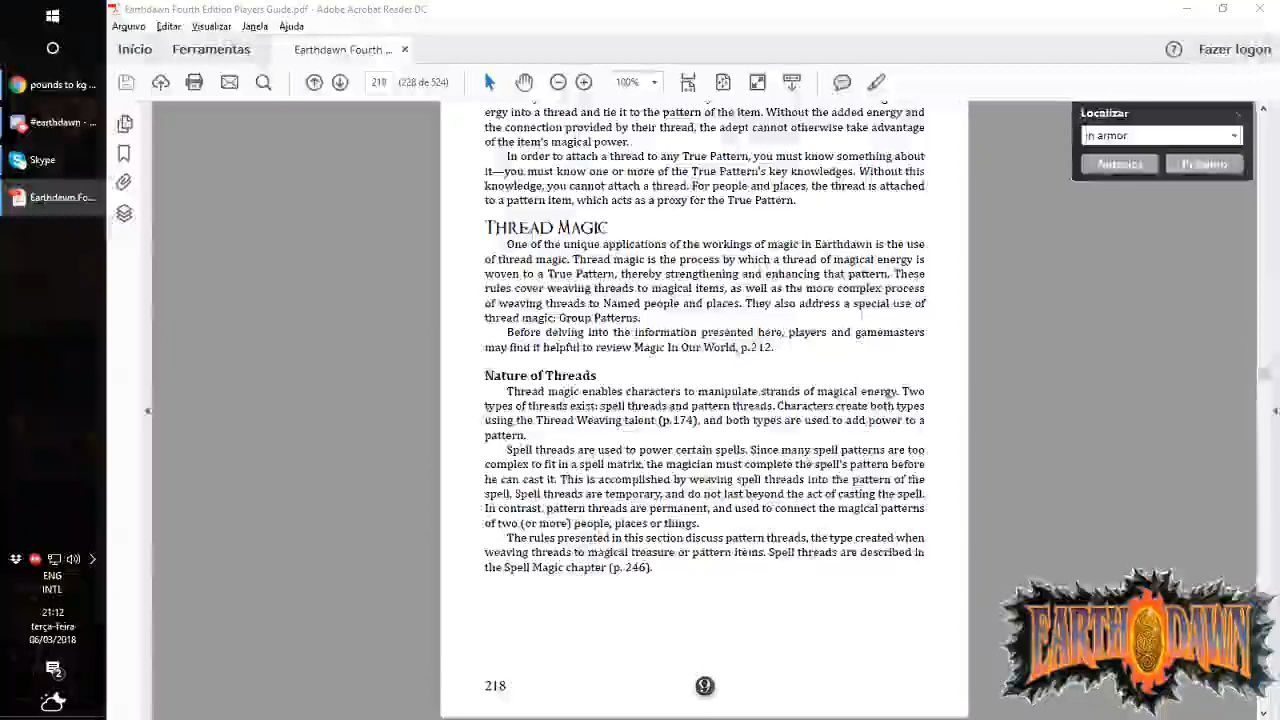 Earthdawn Fourth Edition Players Guide.pdf - Adobe Acrobat Reader DC
Arquivo Editar Visualizar Janela Ajuda
Início Ferramentas Earthdawn Fourth ... × Fazer logon
210 (228 de 524) 100%
pounds to kg ...
#earthdawn - ...
Skype
Earthdawn Fo...
Localizar
in armor
Próximo
ergy into a thread and tie it to the pattern of the item. Without the added energy and
the connection provided by their thread, the adept cannot otherwise take advantage
of the item's magical power.
In order to attach a thread to any True Pattern, you must know something about
it—you must know one or more of the True Pattern's key knowledges. Without this
knowledge, you cannot attach a thread. For people and places, the thread is attached
to a pattern item, which acts as a proxy for the True Pattern.
THREAD MAGIC
One of the unique applications of the workings of magic in Earthdawn is the use
of thread magic. Thread magic is the process by which a thread of magical energy is
woven to a True Pattern, thereby strengthening and enhancing that pattern. These
rules cover weaving threads to magical items, as well as the more complex process
of weaving threads to Named people and places. They also address a special use of
thread magic: Group Patterns.
Before delving into the information presented here, players and gamemasters
may find it helpful to review Magic In Our World, p.212.
Nature of Threads
Thread magic enables characters to manipulate strands of magical energy. Two
types of threads exist: spell threads and pattern threads. Characters create both types
using the Thread Weaving talent (p.174), and both types are used to add power to a
pattern.
Spell threads are used to power certain spells. Since many spell patterns are too
complex to fit in a spell matrix, the magician must complete the spell's pattern before
he can cast it. This is accomplished by weaving spell threads into the pattern of the
spell. Spell threads are temporary, and do not last beyond the act of casting the spell.
In contrast, pattern threads are permanent, and used to connect the magical patterns
of two (or more) people, places or things.
The rules presented in this section discuss pattern threads, the type created when
weaving threads to magical treasure or pattern items. Spell threads are described in
the Spell Magic chapter (p. 246).
218
ENG
INTL
21:12
terça-feira
06/03/2018
2
EARTHDAWN